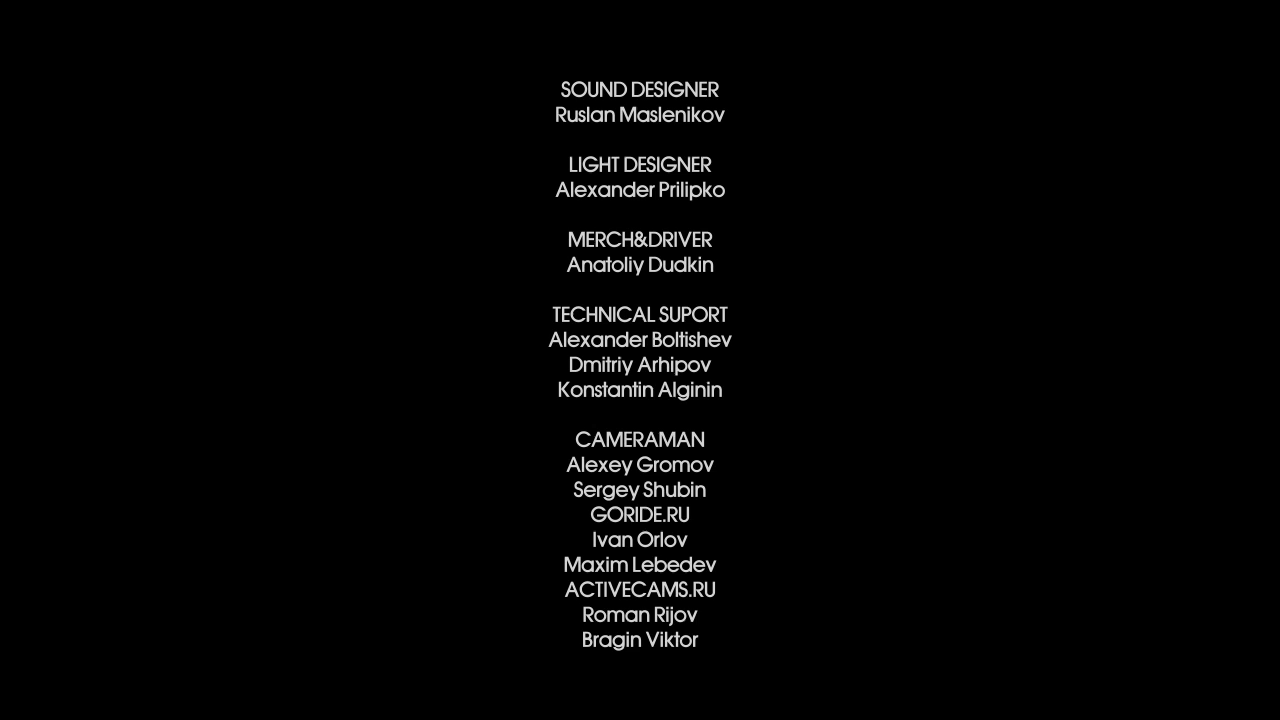 SOUND DESIGNER
Ruslan Maslenikov
LIGHT DESIGNER
Alexander Prilipko
MERCH&DRIVER
Anatoliy Dudkin
TECHNICAL SUPORT
Alexander Boltishev
Dmitriy Arhipov
Konstantin Alginin
CAMERAMAN
Alexey Gromov
Sergey Shubin
GORIDE.RU
Ivan Orlov
Maxim Lebedev
ACTIVECAMS.RU
Roman Rijov
Bragin Viktor